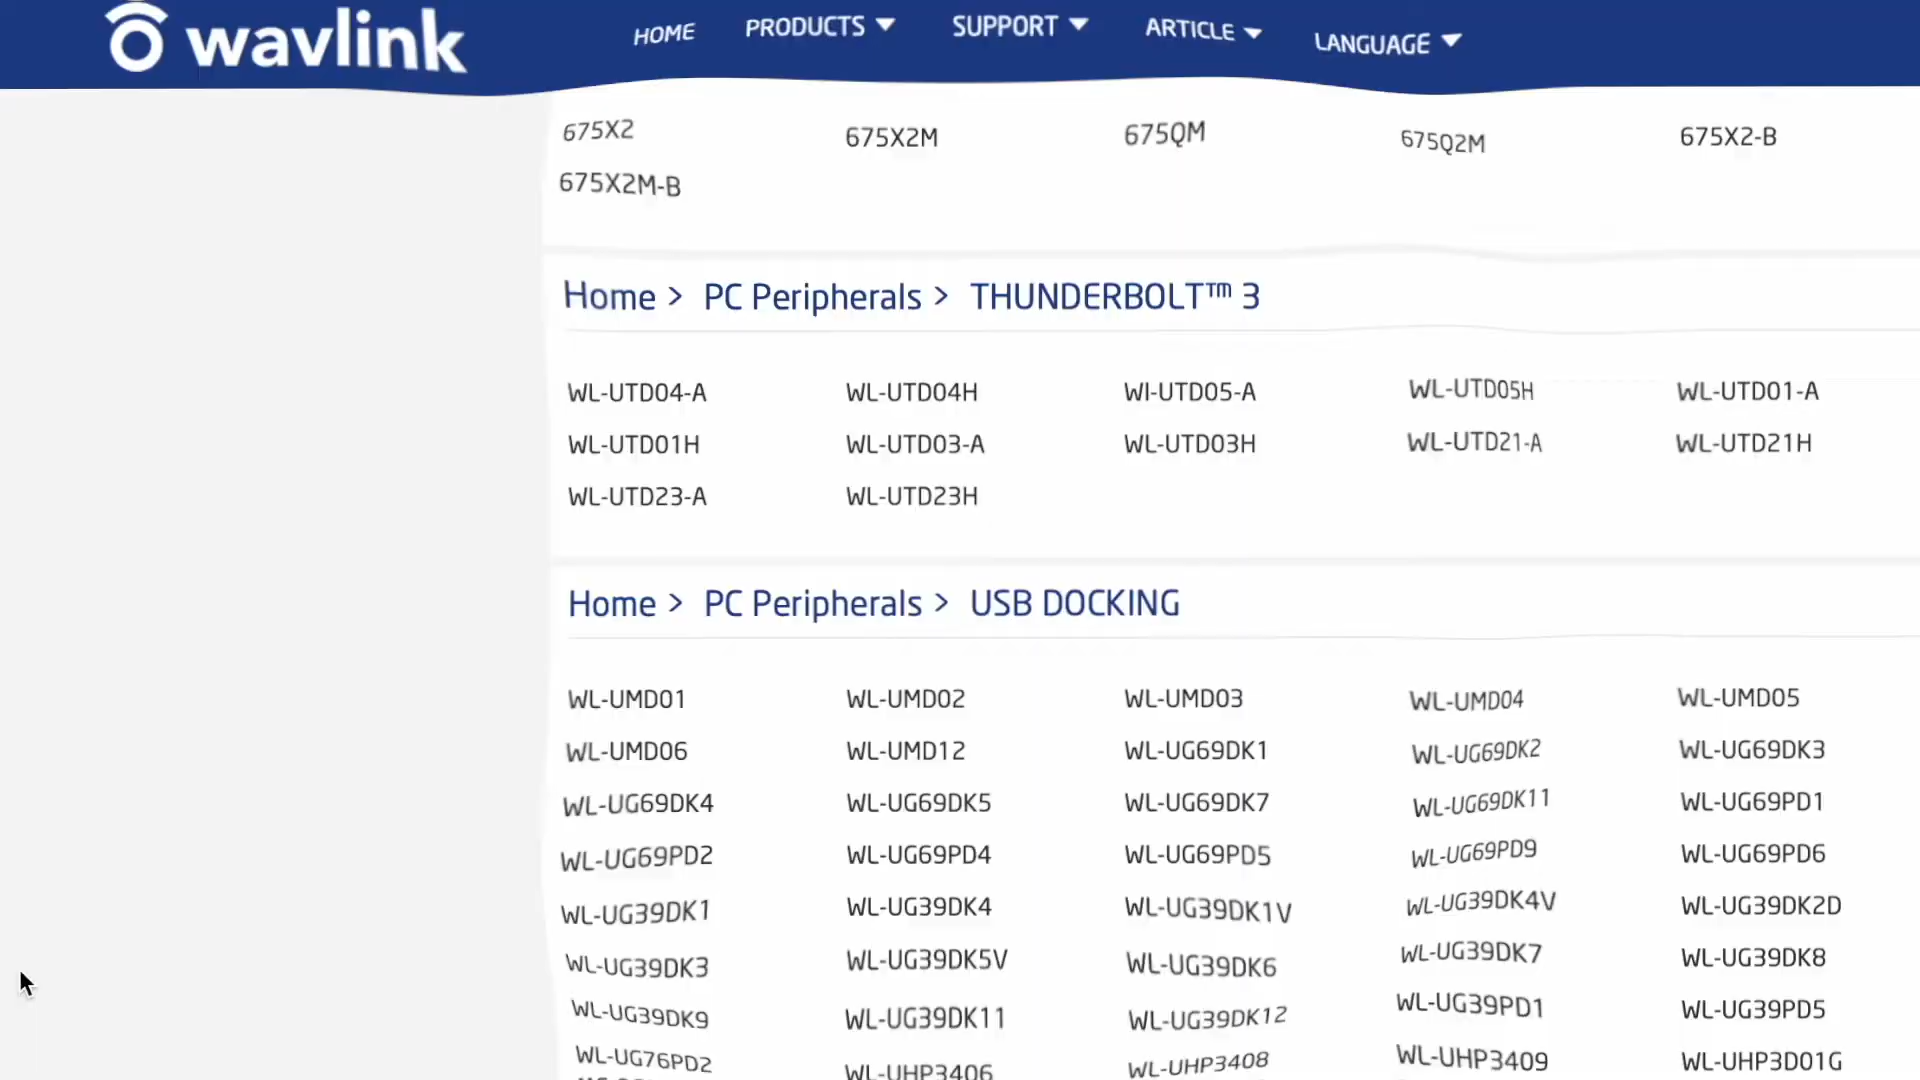 wavlink HOME PRODUCTS SUPPORT ARTICLE LANGUAGE
675X2 675X2M 675QM 675Q2M 675X2-B
675X2M-B
Home > PC Peripherals > THUNDERBOLT™ 3
WL-UTD04-A WL-UTD04H WI-UTD05-A WL-UTD05H WL-UTD01-A
WL-UTD01H WL-UTD03-A WL-UTD03H WL-UTD21-A WL-UTD21H
WL-UTD23-A WL-UTD23H
Home > PC Peripherals > USB DOCKING
WL-UMD01 WL-UMD02 WL-UMD03 WL-UMD04 WL-UMD05
WL-UMD06 WL-UMD12 WL-UG69DK1 WL-UG69DK2 WL-UG69DK3
WL-UG69DK4 WL-UG69DK5 WL-UG69DK7 WL-UG69DK11 WL-UG69PD1
WL-UG69PD2 WL-UG69PD4 WL-UG69PD5 WL-UG69PD9 WL-UG69PD6
WL-UG39DK1 WL-UG39DK4 WL-UG39DK1V WL-UG39DK4V WL-UG39DK2D
WL-UG39DK3 WL-UG39DK5V WL-UG39DK6 WL-UG39DK7 WL-UG39DK8
WL-UG39DK9 WL-UG39DK11 WL-UG39DK12 WL-UG39PD1 WL-UG39PD5
WL-UG76PD2 WL-UHP3406 WL-UHP3408 WL-UHP3409 WL-UHP3D01G